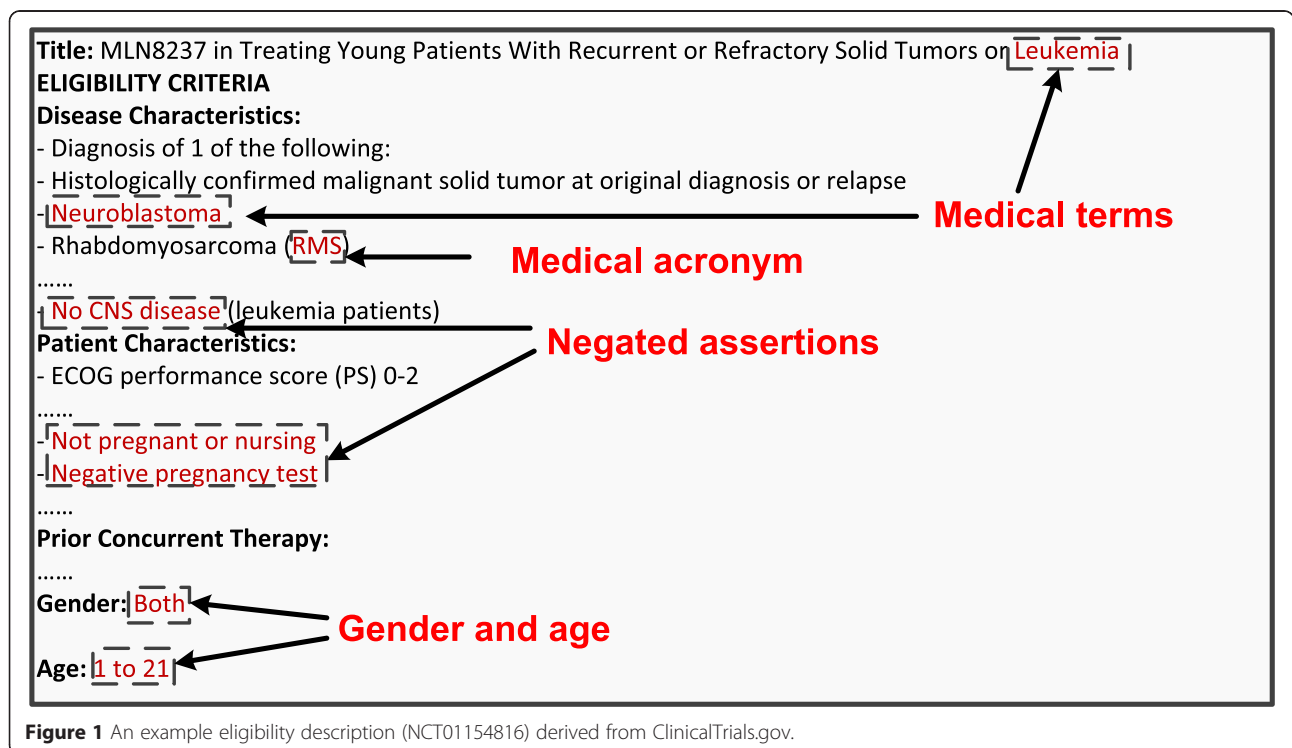 Title: MLN8237 in Treating Young Patients With Recurrent or Refractory Solid Tumors or Leukemia
ELIGIBILITY CRITERIA
Disease Characteristics:
- Diagnosis of 1 of the following:
- Histologically confirmed malignant solid tumor at original diagnosis or relapse
- Neuroblastoma
Medical terms
- Rhabdomyosarcoma (RMS)
Medical acronym
......
- No CNS disease (leukemia patients)
Negated assertions
Patient Characteristics:
- ECOG performance score (PS) 0-2
......
- Not pregnant or nursing
- Negative pregnancy test
......
Prior Concurrent Therapy:
......
Gender: Both
Gender and age
Age: 1 to 21
Figure 1 An example eligibility description (NCT01154816) derived from ClinicalTrials.gov.